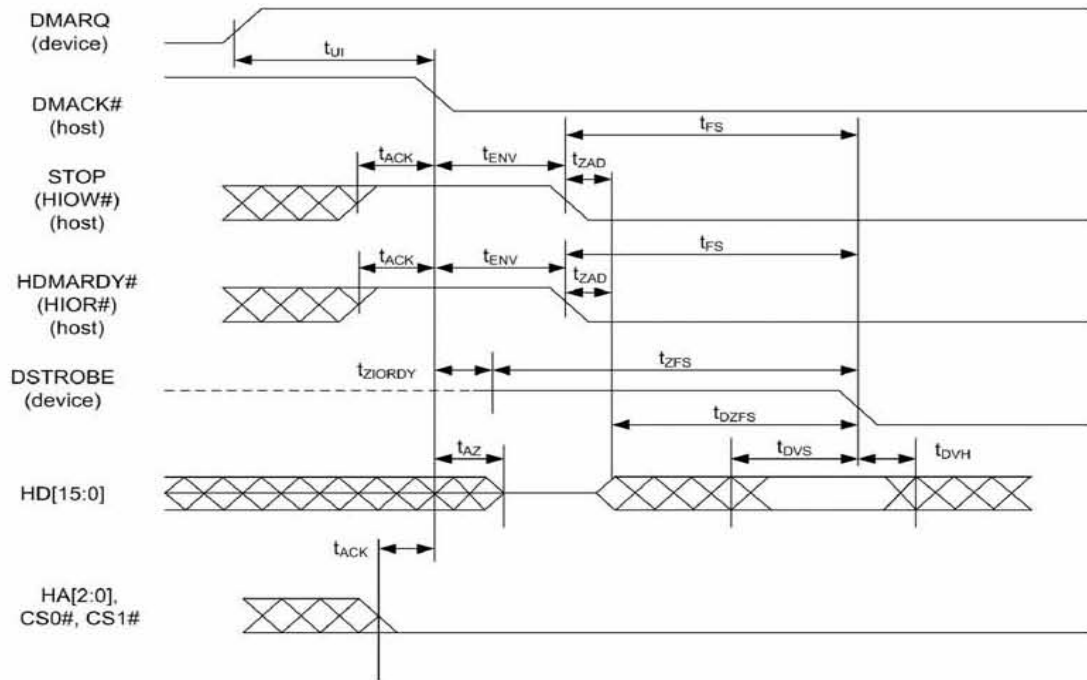 DMARQ
(device)
tUI
DMACK#
(host)
tFS
tACK
tENV
tZAD
STOP
(HIOW#)
(host)
tFS
tACK
tENV
tZAD
HDMARDY#
(HIOR#)
(host)
tZIORDY
tZFS
DSTROBE
(device)
tDZFS
tAZ
tDVS
tDVH
HD[15:0]
tACK
HA[2:0],
CS0#, CS1#